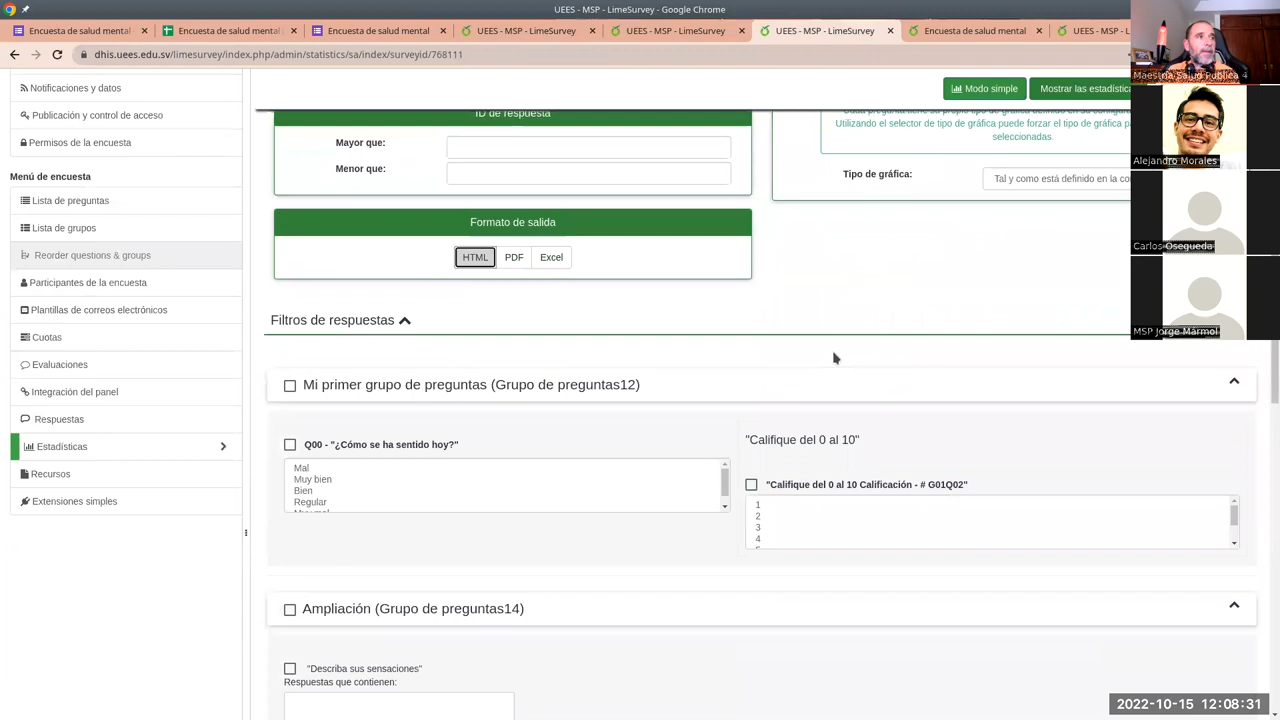 UEES - MSP - LimeSurvey - Google Chrome
Encuesta de salud mental
Encuesta de salud mental
Encuesta de salud mental
UEES - MSP - LimeSurvey
UEES - MSP - LimeSurvey
UEES - MSP - LimeSurvey
Encuesta de salud mental
UEES - MSP - L
dhis.uees.edu.sv/limesurvey/index.php/admin/statistics/sa/index/surveyid/768111
Notificaciones y datos
Publicación y control de acceso
Permisos de la encuesta
Menú de encuesta
Lista de preguntas
Lista de grupos
Reorder questions & groups
Participantes de la encuesta
Plantillas de correos electrónicos
Cuotas
Evaluaciones
Integración del panel
Respuestas
Estadísticas
Recursos
Extensiones simples
Modo simple
Mostrar las estadística
ID de respuesta
Mayor que:
Menor que:
Formato de salida
HTML
PDF
Excel
Utilizando el selector de tipo de gráfica puede forzar el tipo de gráfica pa
seleccionadas.
Tipo de gráfica:
Tal y como está definido en la co
Filtros de respuestas
Mi primer grupo de preguntas (Grupo de preguntas12)
Q00 - "¿Cómo se ha sentido hoy?"
Mal
Muy bien
Bien
Regular
"Califique del 0 al 10"
"Califique del 0 al 10 Calificación - # G01Q02"
1
2
3
4
Ampliación (Grupo de preguntas14)
"Describa sus sensaciones"
Respuestas que contienen:
Maestría Salud Pública 4
Alejandro Morales
Carlos Osegueda
MSP Jorge Mármol
2022-10-15 12:08:31